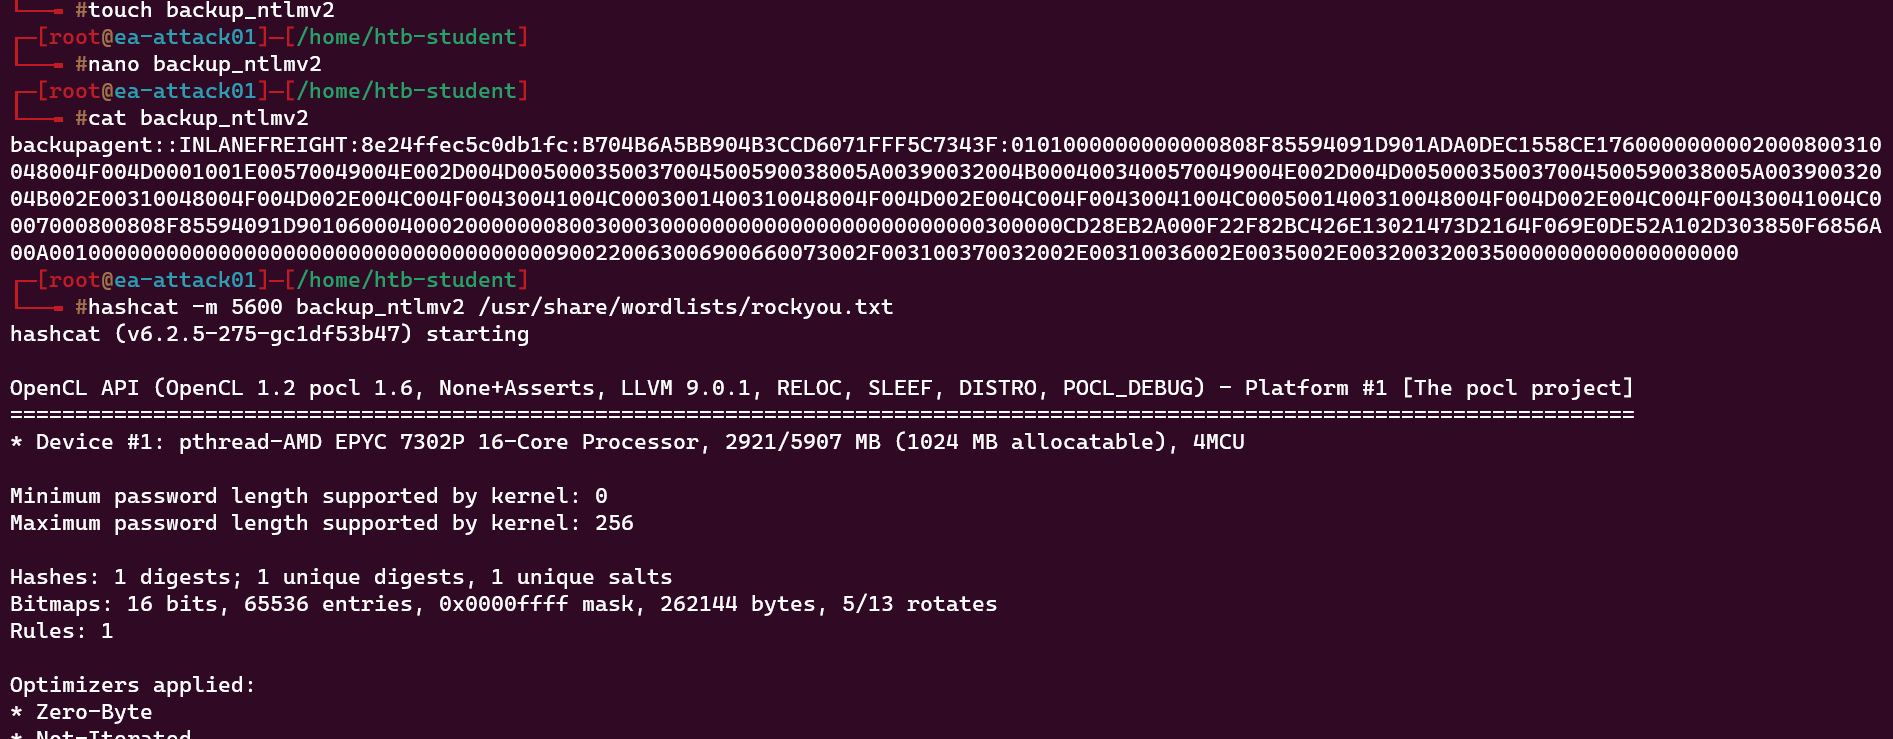 └──╼ #touch backup_ntlmv2
┌─[root@ea-attack01]─[/home/htb-student]
└──╼ #nano backup_ntlmv2
┌─[root@ea-attack01]─[/home/htb-student]
└──╼ #cat backup_ntlmv2
backupagent::INLANEFREIGHT:8e24ffec5c0db1fc:B704B6A5BB904B3CCD6071FFF5C7343F:0101000000000000808F85594091D901ADA0DEC1558CE1760000000002000800310
048004F004D0001001E00570049004E002D004D005000350037004500590038005A00390032004B0004003400570049004E002D004D005000350037004500590038005A003900320
04B002E00310048004F004D002E004C004F00430041004C0003001400310048004F004D002E004C004F00430041004C0005001400310048004F004D002E004C004F00430041004C0
007000800808F85594091D9010600040002000000080030003000000000000000000000000300000CD28EB2A000F22F82BC426E13021473D2164F069E0DE52A102D303850F6856A
00A001000000000000000000000000000000000000900220063006900660073002F003100370032002E00310036002E0035002E003200320035000000000000000000
┌─[root@ea-attack01]─[/home/htb-student]
└──╼ #hashcat -m 5600 backup_ntlmv2 /usr/share/wordlists/rockyou.txt
hashcat (v6.2.5-275-gc1df53b47) starting
OpenCL API (OpenCL 1.2 pocl 1.6, None+Asserts, LLVM 9.0.1, RELOC, SLEEF, DISTRO, POCL_DEBUG) - Platform #1 [The pocl project]
=============================================================================================================================
* Device #1: pthread-AMD EPYC 7302P 16-Core Processor, 2921/5907 MB (1024 MB allocatable), 4MCU
Minimum password length supported by kernel: 0
Maximum password length supported by kernel: 256
Hashes: 1 digests; 1 unique digests, 1 unique salts
Bitmaps: 16 bits, 65536 entries, 0x0000ffff mask, 262144 bytes, 5/13 rotates
Rules: 1
Optimizers applied:
* Zero-Byte
* Not-Iterated